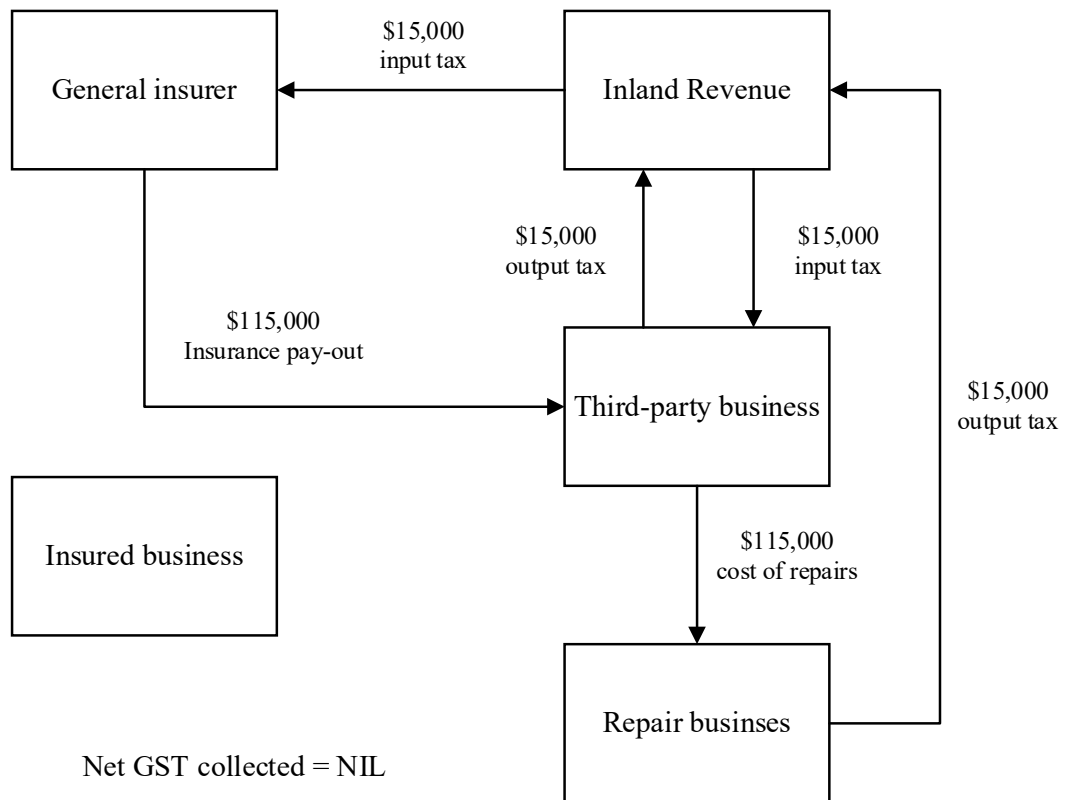 $15,000
input tax
General insurer
Inland Revenue
$15,000
output tax
$15,000
input tax
$115,000
Insurance pay-out
Third-party business
$15,000
output tax
Insured business
$115,000
cost of repairs
Repair businses
Net GST collected = NIL